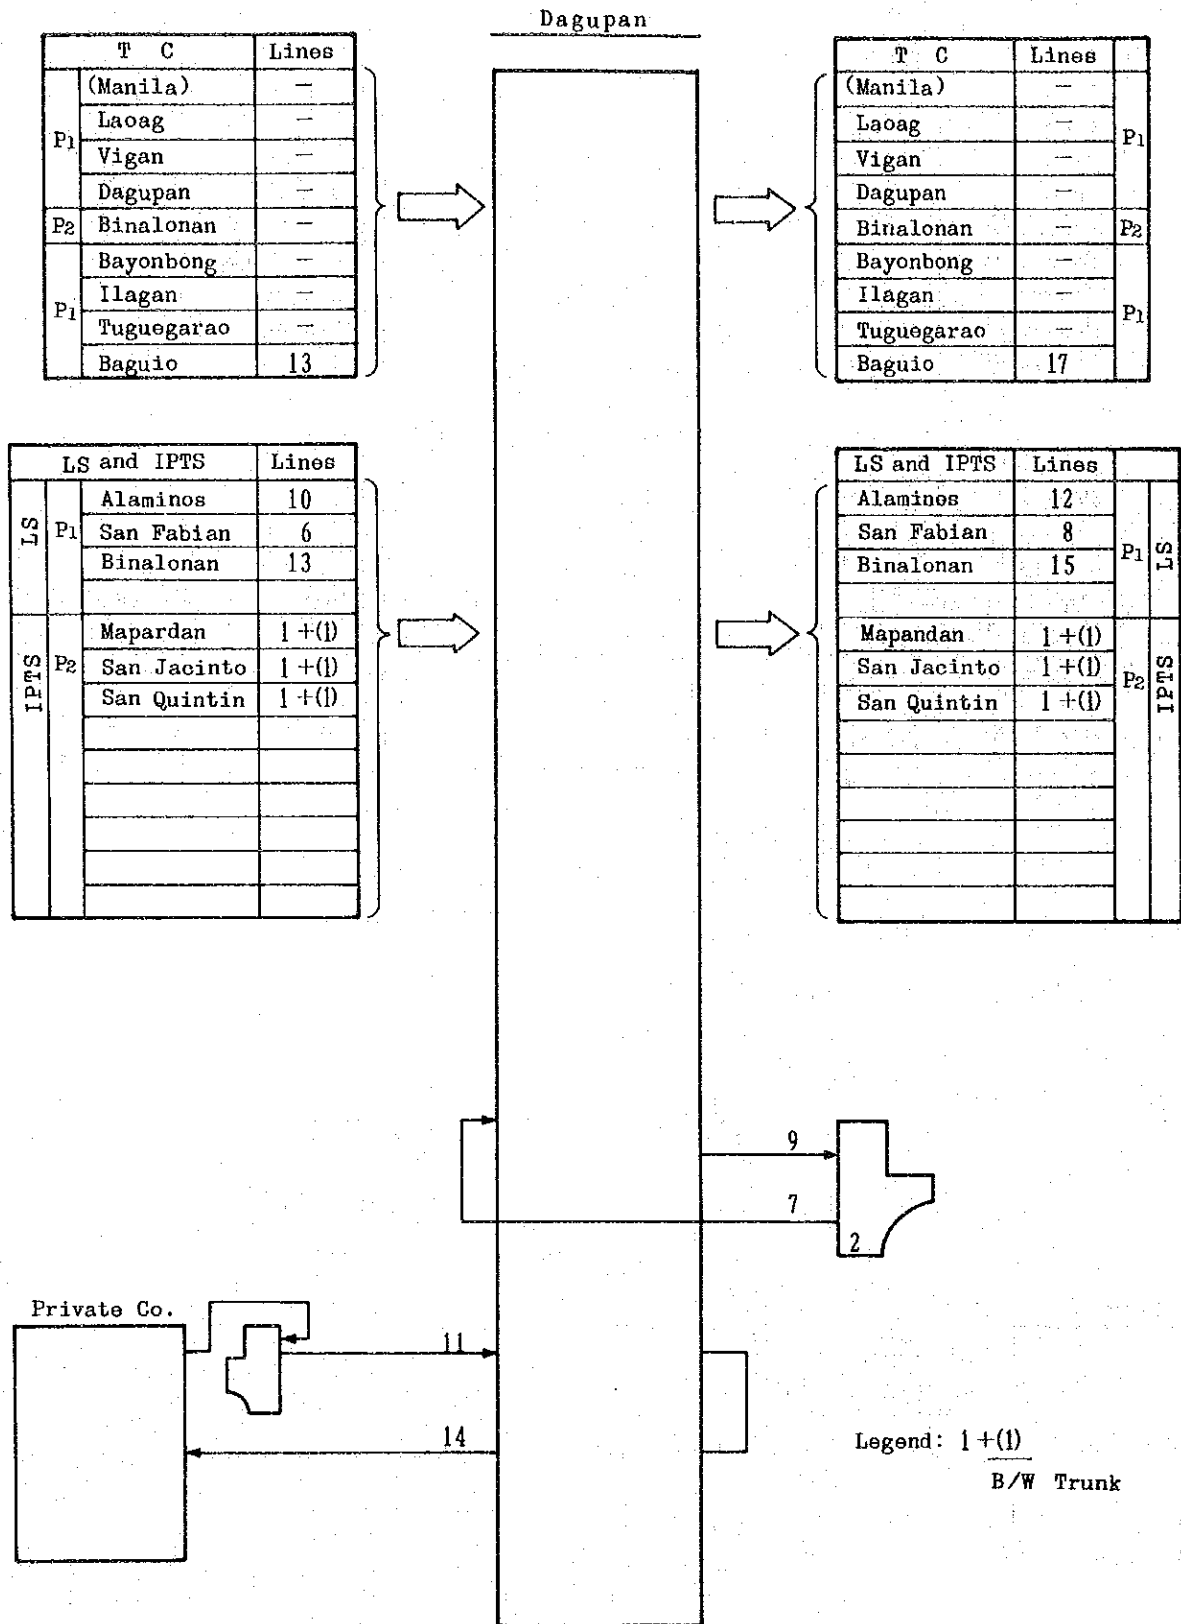 Dagupan
T C Lines
P1 (Manila) —
Laoag —
Vigan —
Dagupan —
P2 Binalonan —
P1 Bayonbong —
Ilagan —
Tuguegarao —
Baguio 13
T C Lines
(Manila) — P1
Laoag —
Vigan —
Dagupan —
Binalonan — P2
Bayonbong — P1
Ilagan —
Tuguegarao —
Baguio 17
LS and IPTS Lines
LS P1 Alaminos 10
San Fabian 6
Binalonan 13
IPTS P2 Mapardan 1 +(1)
San Jacinto 1 +(1)
San Quintin 1 +(1)
LS and IPTS Lines
Alaminos 12 P1 LS
San Fabian 8
Binalonan 15
Mapandan 1 +(1) P2 IPTS
San Jacinto 1 +(1)
San Quintin 1 +(1)
9
7
2
Private Co.
11
14
Legend: 1 +(1)
B/W Trunk